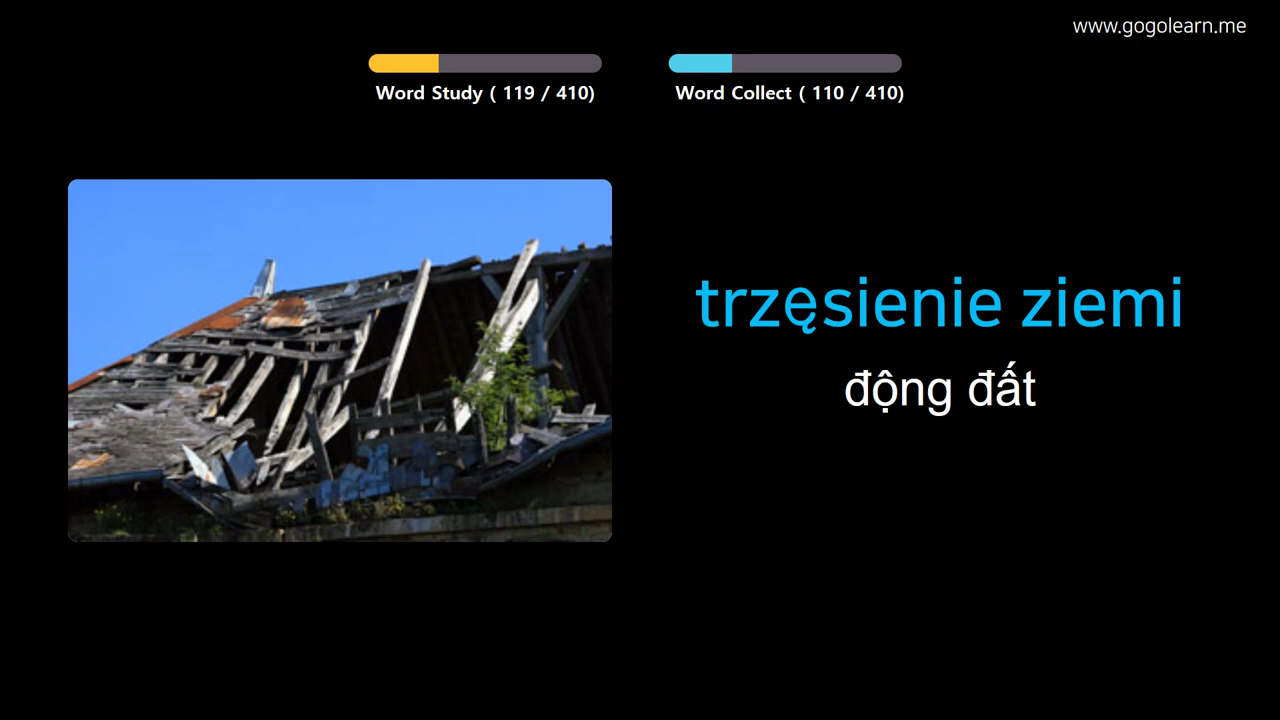 www.gogolearn.me
Word Study ( 119 / 410)
Word Collect ( 110 / 410)
trzęsienie ziemi
động đất